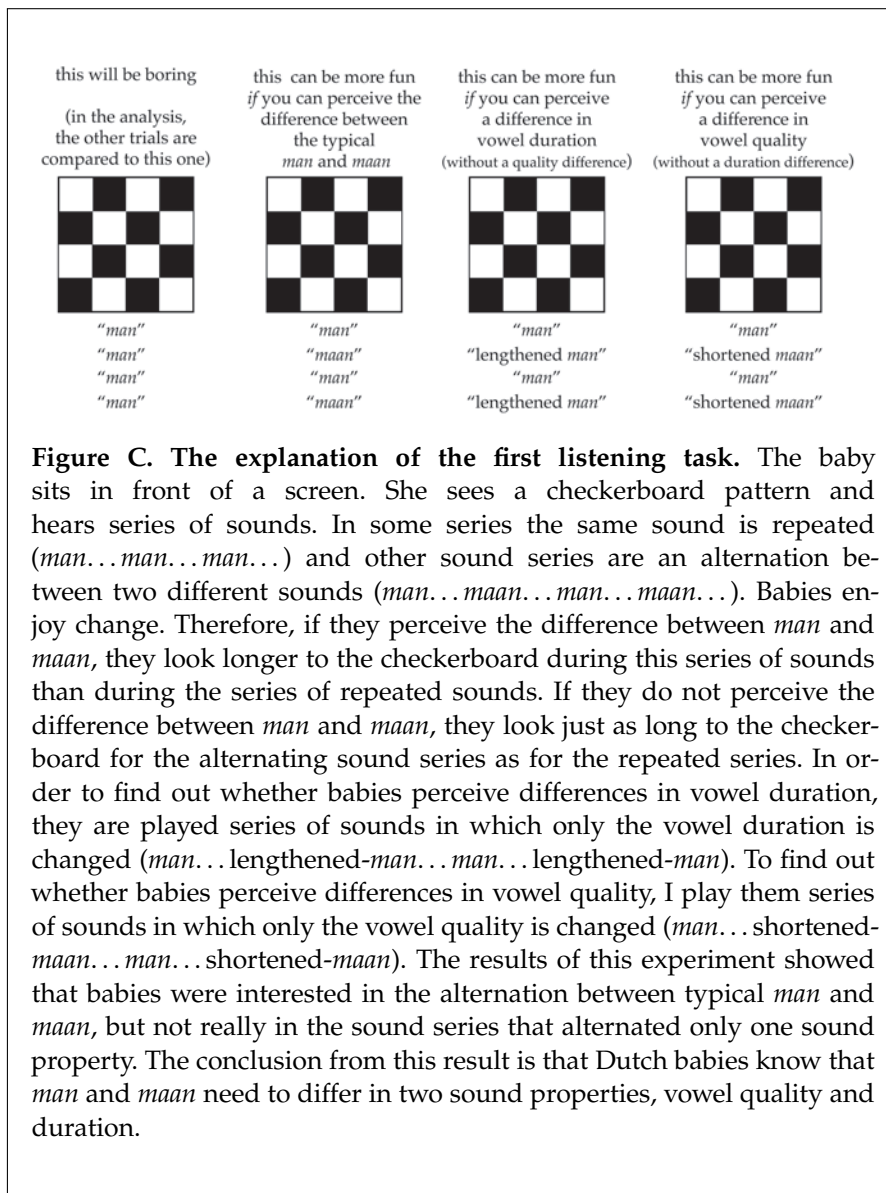 this will be boring
(in the analysis,
the other trials are
compared to this one)
this can be more fun
if you can perceive the
difference between
the typical
man and maan
this can be more fun
if you can perceive
a difference in
vowel duration
(without a quality difference)
this can be more fun
if you can perceive
a difference in
vowel quality
(without a duration difference)
"man"
"man"
"man"
"man"
"man"
"maan"
"man"
"maan"
"man"
"lengthened man"
"man"
"lengthened man"
"man"
"shortened maan"
"man"
"shortened maan"
Figure C. The explanation of the first listening task. The baby
sits in front of a screen. She sees a checkerboard pattern and
hears series of sounds. In some series the same sound is repeated
(man...man...man...) and other sound series are an alternation be-
tween two different sounds (man...maan...man...maan...). Babies en-
joy change. Therefore, if they perceive the difference between man and
maan, they look longer to the checkerboard during this series of sounds
than during the series of repeated sounds. If they do not perceive the
difference between man and maan, they look just as long to the checker-
board for the alternating sound series as for the repeated series. In or-
der to find out whether babies perceive differences in vowel duration,
they are played series of sounds in which only the vowel duration is
changed (man...lengthened-man...man...lengthened-man). To find out
whether babies perceive differences in vowel quality, I play them series
of sounds in which only the vowel quality is changed (man...shortened-
maan...man...shortened-maan). The results of this experiment showed
that babies were interested in the alternation between typical man and
maan, but not really in the sound series that alternated only one sound
property. The conclusion from this result is that Dutch babies know that
man and maan need to differ in two sound properties, vowel quality and
duration.